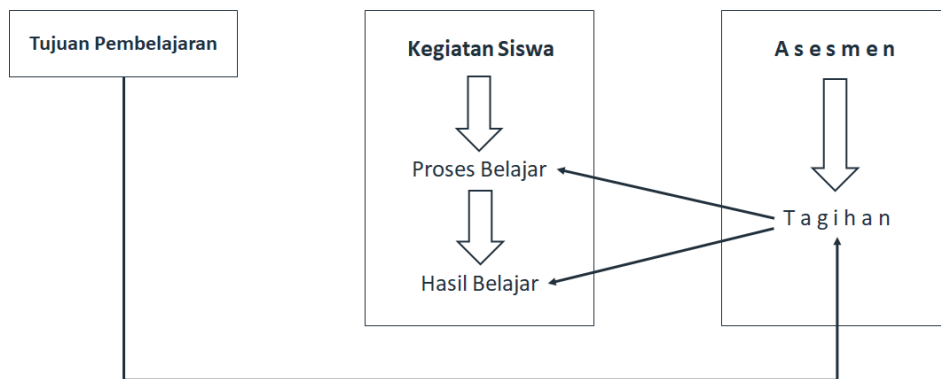 Tujuan Pembelajaran
Kegiatan Siswa
Proses Belajar
Hasil Belajar
A s e s m e n
T a g i h a n